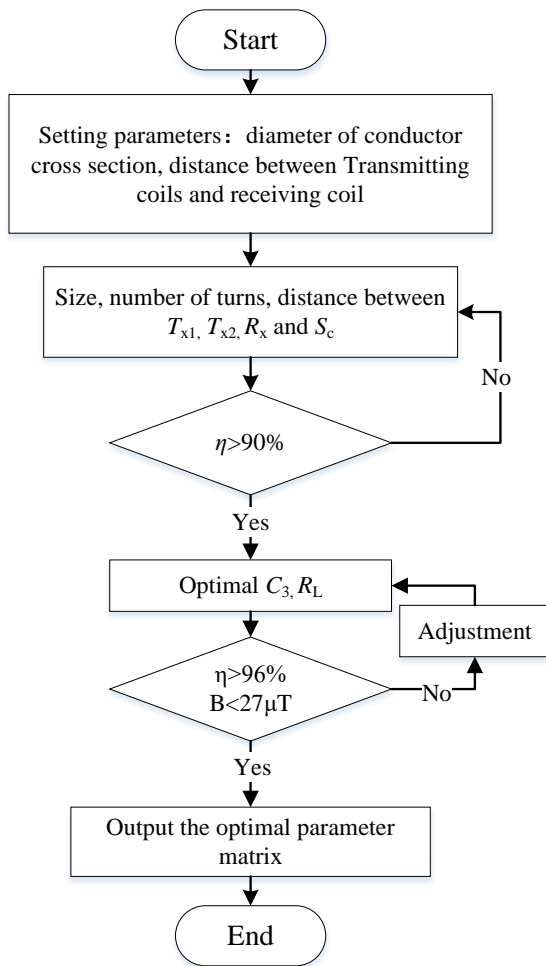 Start
Setting parameters：diameter of conductor
cross section, distance between Transmitting
coils and receiving coil
Size, number of turns, distance between
Tx1, Tx2, Rx and Sc
No
η>90%
Yes
Optimal C3, RL
Adjustment
η>96%
B<27μT
No
Yes
Output the optimal parameter
matrix
End